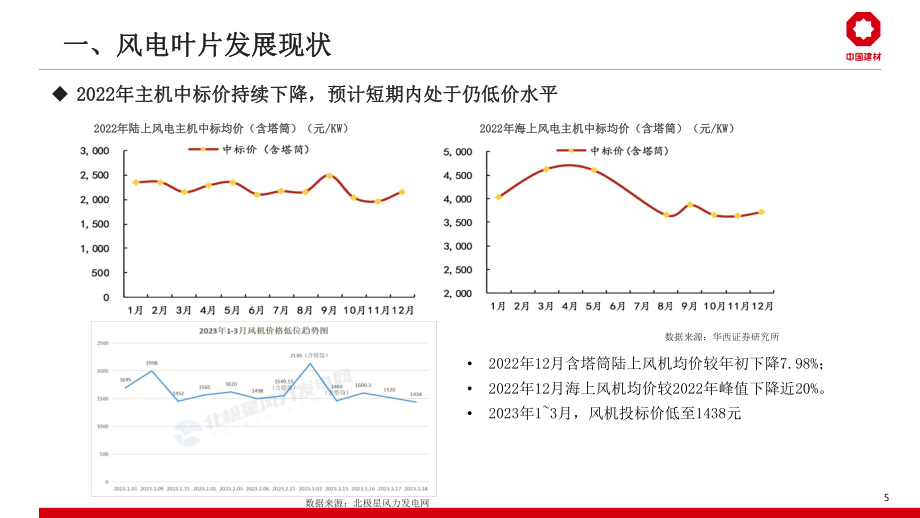 一、风电叶片发展现状
中国建材
◆ 2022年主机中标价持续下降，预计短期内处于仍低价水平
2022年陆上风电主机中标均价（含塔筒）（元/KW）
中标价（含塔筒）
3,000
2,500
2,000
1,500
1,000
500
0
1月 2月 3月 4月 5月 6月 7月 8月 9月 10月 11月 12月
2022年海上风电主机中标均价（含塔筒）（元/KW）
中标价(含塔筒)
5,000
4,500
4,000
3,500
3,000
2,500
2,000
1月 2月 3月 4月 5月 6月 7月 8月 9月 10月 11月 12月
数据来源：华西证券研究所
2023年1-3月风机价格低位趋势图
2500
2000
1500
1000
500
0
1695
1998
1452
1565
1620
1498
1549.15
(含塔筒)
2130（含塔筒）
1460
(含塔筒)
1600.3
1520
1438
北极星风力发电网
2023.1.03 2023.1.09 2023.1.11 2023.2.01 2023.2.03 2023.2.06 2023.2.21 2023.3.03 2023.3.15 2023.3.16 2023.3.17 2023.3.18
数据来源：北极星风力发电网
• 2022年12月含塔筒陆上风机均价较年初下降7.98%；
• 2022年12月海上风机均价较2022年峰值下降近20%。
• 2023年1~3月，风机投标价低至1438元
5